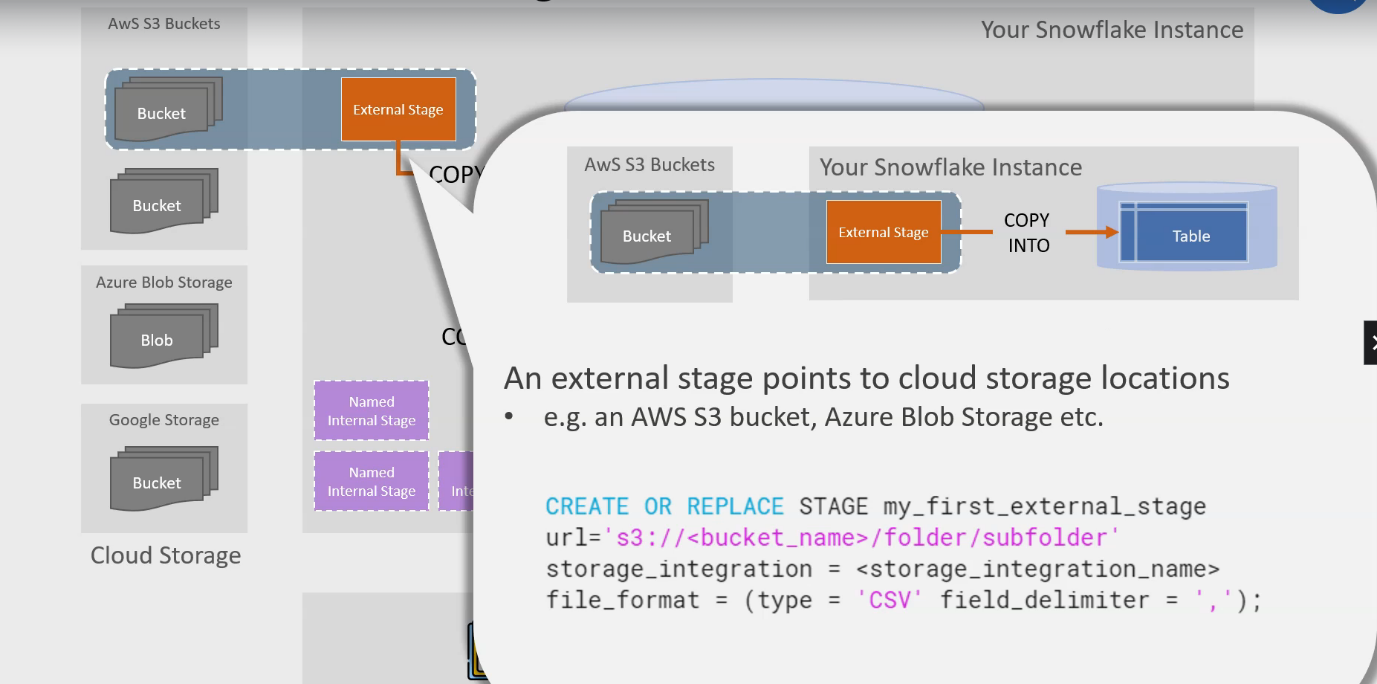 AwS S3 Buckets
Your Snowflake Instance
Bucket
External Stage
COPY
Bucket
Azure Blob Storage
Blob
Named
Internal Stage
Google Storage
Bucket
Named
Internal Stage
Cloud Storage
AwS S3 Buckets
Your Snowflake Instance
Bucket
External Stage
COPY
INTO
Table
An external stage points to cloud storage locations
• e.g. an AWS S3 bucket, Azure Blob Storage etc.
CREATE OR REPLACE STAGE my_first_external_stage
url='s3://<bucket_name>/folder/subfolder'
storage_integration = <storage_integration_name>
file_format = (type = 'CSV' field_delimiter = ',');